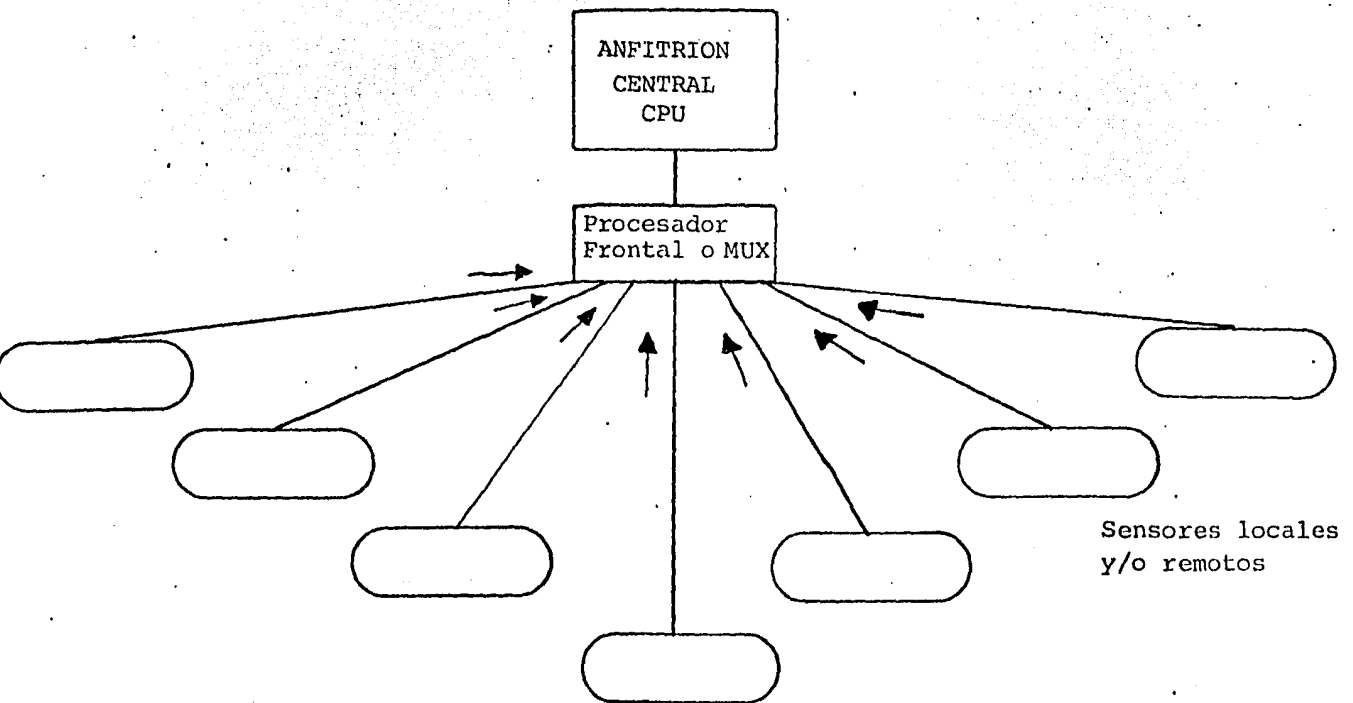 ANFITRION
CENTRAL
CPU
Procesador
Frontal o MUX
Sensores locales
y/o remotos